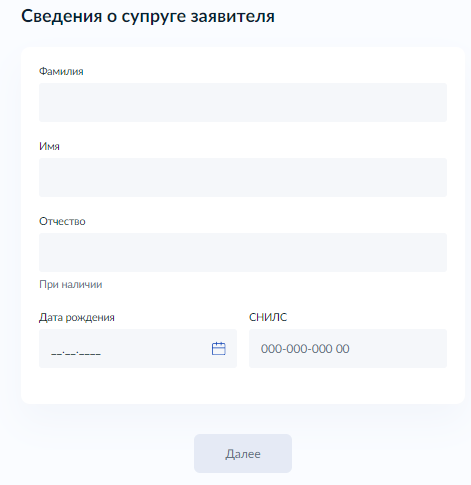 Сведения о супруге заявителя
Фамилия
Имя
Отчество
При наличии
Дата рождения
СНИЛС
__.__.____
000-000-000 00
Далее